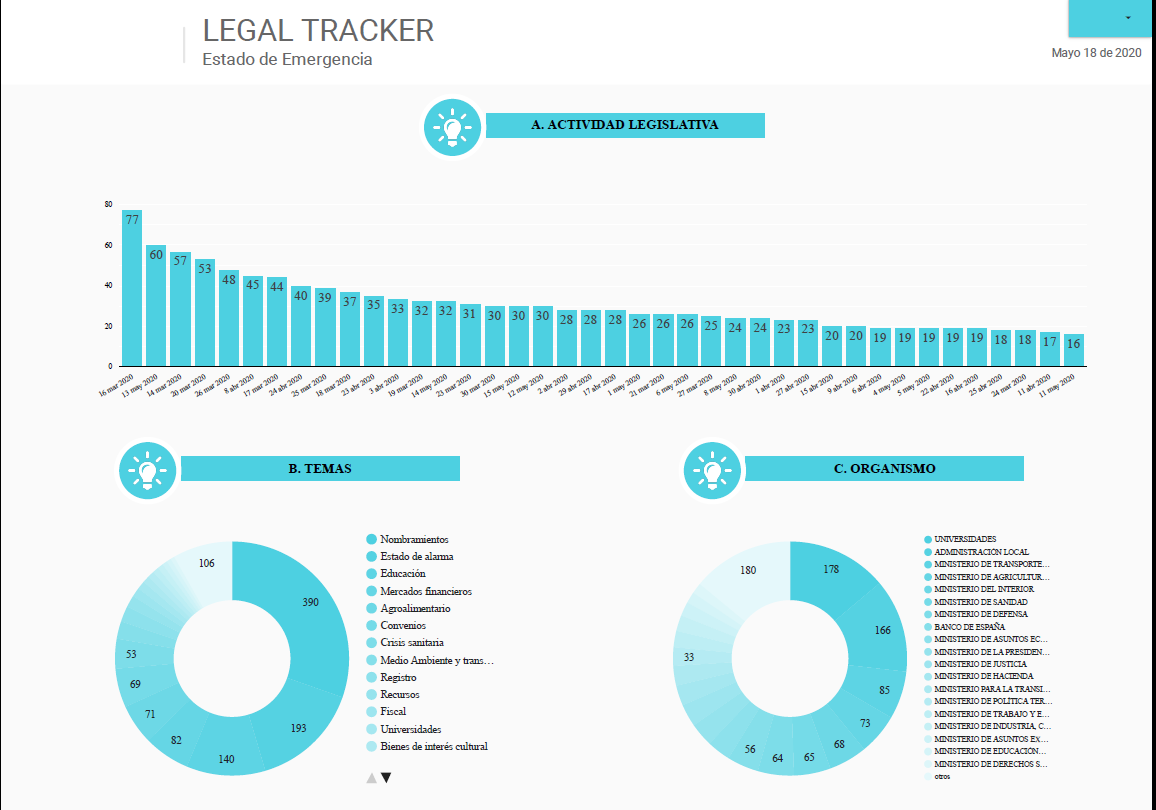 LEGAL TRACKER
Estado de Emergencia
Mayo 18 de 2020
A. ACTIVIDAD LEGISLATIVA
80
60
40
20
0
77 60 57 53 48 45 44 40 39 37 35 33 32 32 31 30 30 30 28 28 28 26 26 26 25 24 24 23 23 20 20 19 19 19 19 19 18 18 17 16
16 mar 2020 13 may 2020 14 mar 2020 20 mar 2020 26 mar 2020 8 abr 2020 17 mar 2020 24 abr 2020 25 mar 2020 18 mar 2020 23 abr 2020 3 abr 2020 19 mar 2020 14 may 2020 23 mar 2020 30 mar 2020 15 may 2020 12 may 2020 2 abr 2020 29 abr 2020 17 abr 2020 1 may 2020 21 mar 2020 6 may 2020 27 mar 2020 8 may 2020 30 abr 2020 1 abr 2020 27 abr 2020 15 abr 2020 9 abr 2020 6 abr 2020 4 may 2020 5 may 2020 22 abr 2020 16 abr 2020 25 abr 2020 24 mar 2020 11 abr 2020 11 may 2020
B. TEMAS
390
193
140
82
71
69
53
106
Nombramientos
Estado de alarma
Educación
Mercados financieros
Agroalimentario
Convenios
Crisis sanitaria
Medio Ambiente y trans…
Registro
Recursos
Fiscal
Universidades
Bienes de interés cultural
C. ORGANISMO
178
166
85
73
68
65
64
56
33
180
UNIVERSIDADES
ADMINISTRACIÓN LOCAL
MINISTERIO DE TRANSPORTE…
MINISTERIO DE AGRICULTUR…
MINISTERIO DEL INTERIOR
MINISTERIO DE SANIDAD
MINISTERIO DE DEFENSA
BANCO DE ESPAÑA
MINISTERIO DE ASUNTOS EC…
MINISTERIO DE LA PRESIDEN…
MINISTERIO DE JUSTICIA
MINISTERIO DE HACIENDA
MINISTERIO PARA LA TRANSI…
MINISTERIO DE POLÍTICA TER…
MINISTERIO DE TRABAJO Y E…
MINISTERIO DE INDUSTRIA, C…
MINISTERIO DE ASUNTOS EX…
MINISTERIO DE EDUCACIÓN…
MINISTERIO DE DERECHOS S…
otros